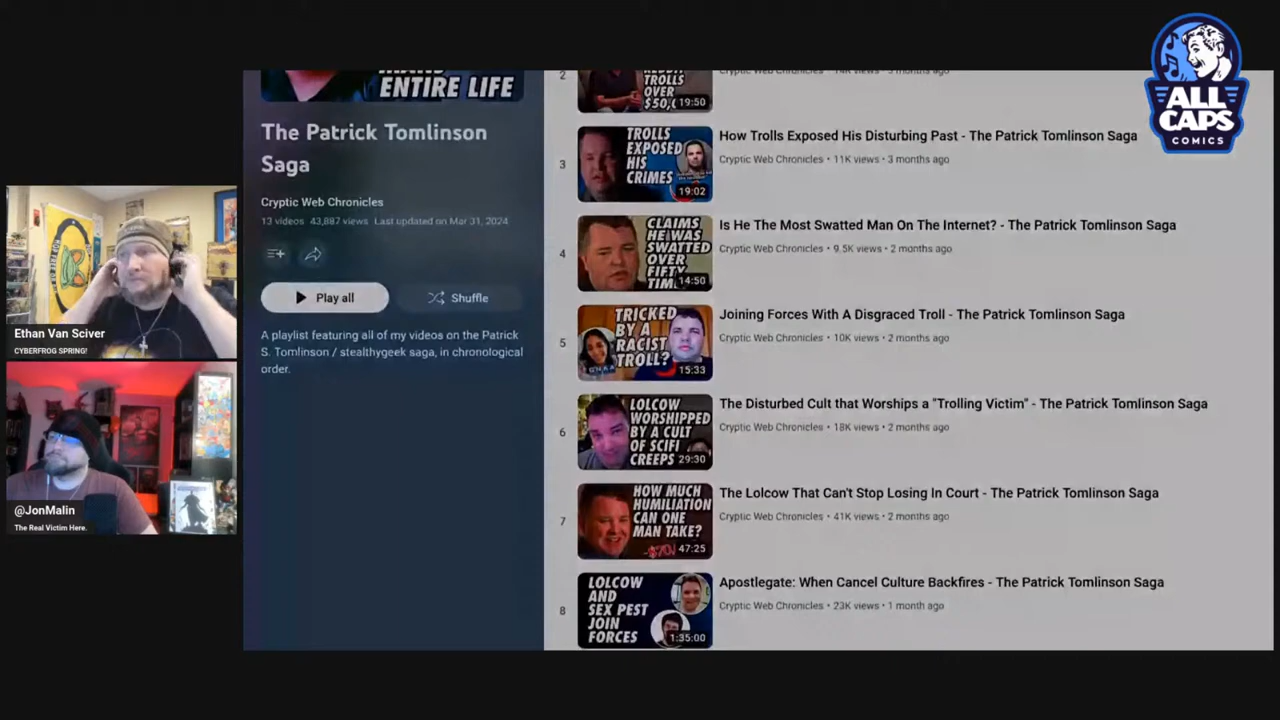 ALL
CAPS
COMICS
ENTIRE LIFE
The Patrick Tomlinson
Saga
Cryptic Web Chronicles
13 videos 43,887 views Last updated on Mar 31, 2024
Play all
Shuffle
A playlist featuring all of my videos on the Patrick
S. Tomlinson / stealthygeek saga, in chronological
order.
Ethan Van Sciver
CYBERFROG SPRING!
@JonMalin
The Real Victim Here.
2
TROLLS
OVER
$50,
19:50
3
TROLLS
EXPOSED
HIS
CRIMES
19:02
How Trolls Exposed His Disturbing Past - The Patrick Tomlinson Saga
Cryptic Web Chronicles • 11K views • 3 months ago
4
CLAIMS
HE WAS
SWATTED
OVER
FIFTY
TIM
14:50
Is He The Most Swatted Man On The Internet? - The Patrick Tomlinson Saga
Cryptic Web Chronicles • 9.5K views • 2 months ago
5
TRICKED
BY A
RACIST
TROLL?
15:33
Joining Forces With A Disgraced Troll - The Patrick Tomlinson Saga
Cryptic Web Chronicles • 10K views • 2 months ago
6
LOLCOW
WORSHIPPED
BY A CULT
OF SCIFI
CREEPS
29:30
The Disturbed Cult that Worships a "Trolling Victim" - The Patrick Tomlinson Saga
Cryptic Web Chronicles • 18K views • 2 months ago
7
HOW MUCH
HUMILIATION
CAN ONE
MAN TAKE?
47:25
The Lolcow That Can't Stop Losing In Court - The Patrick Tomlinson Saga
Cryptic Web Chronicles • 41K views • 2 months ago
8
LOLCOW
AND
SEX PEST
JOIN
FORCES
1:35:00
Apostlegate: When Cancel Culture Backfires - The Patrick Tomlinson Saga
Cryptic Web Chronicles • 23K views • 1 month ago